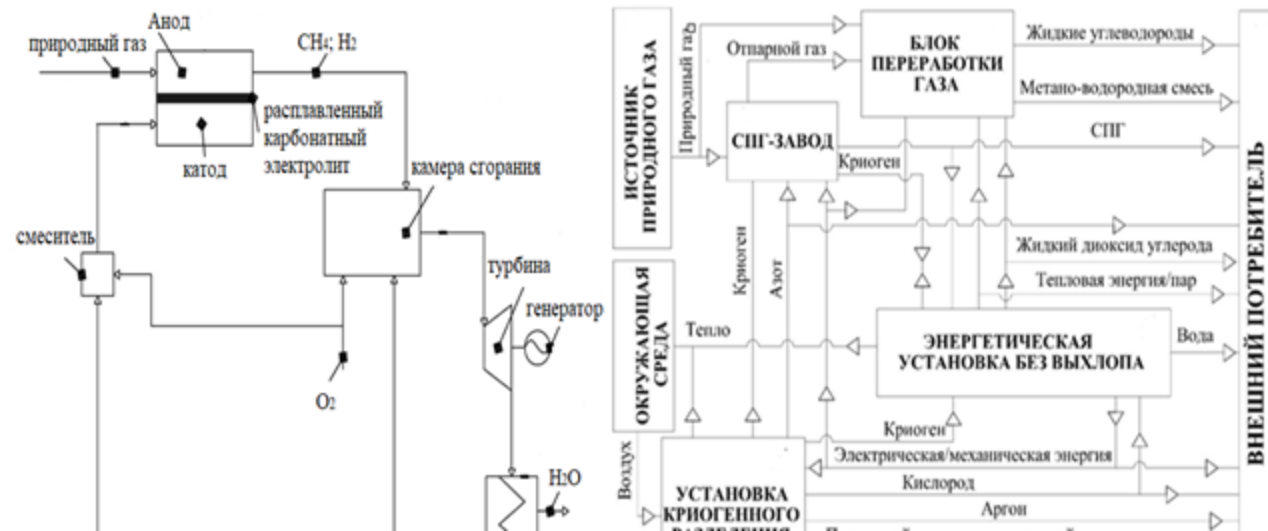 Анод
природный газ
CH4; H2
расплавленный
карбонатный
электролит
катод
камера сгорания
смеситель
турбина
генератор
O2
H2O
ИСТОЧНИК
ПРИРОДНОГО ГАЗА
Природный газ
Отпарной газ
БЛОК
ПЕРЕРАБОТКИ
ГАЗА
Жидкие углеводороды
Метано-водородная смесь
СПГ-ЗАВОД
СПГ
Криоген
Криоген
Азот
Жидкий диоксид углерода
Тепловая энергия/пар
ОКРУЖАЮЩАЯ
СРЕДА
Тепло
ЭНЕРГЕТИЧЕСКАЯ
УСТАНОВКА БЕЗ ВЫХЛОПА
Вода
ВНЕШНИЙ ПОТРЕБИТЕЛЬ
Воздух
Криоген
Электрическая/механическая энергия
Кислород
Аргон
УСТАНОВКА
КРИОГЕННОГО